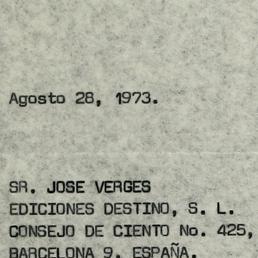 Agosto 28, 1973.
SR. JOSE VERGES
EDICIONES DESTINO, S. L.
CONSEJO DE CIENTO No. 425,
BARCELONA 9. ESPAÑA.